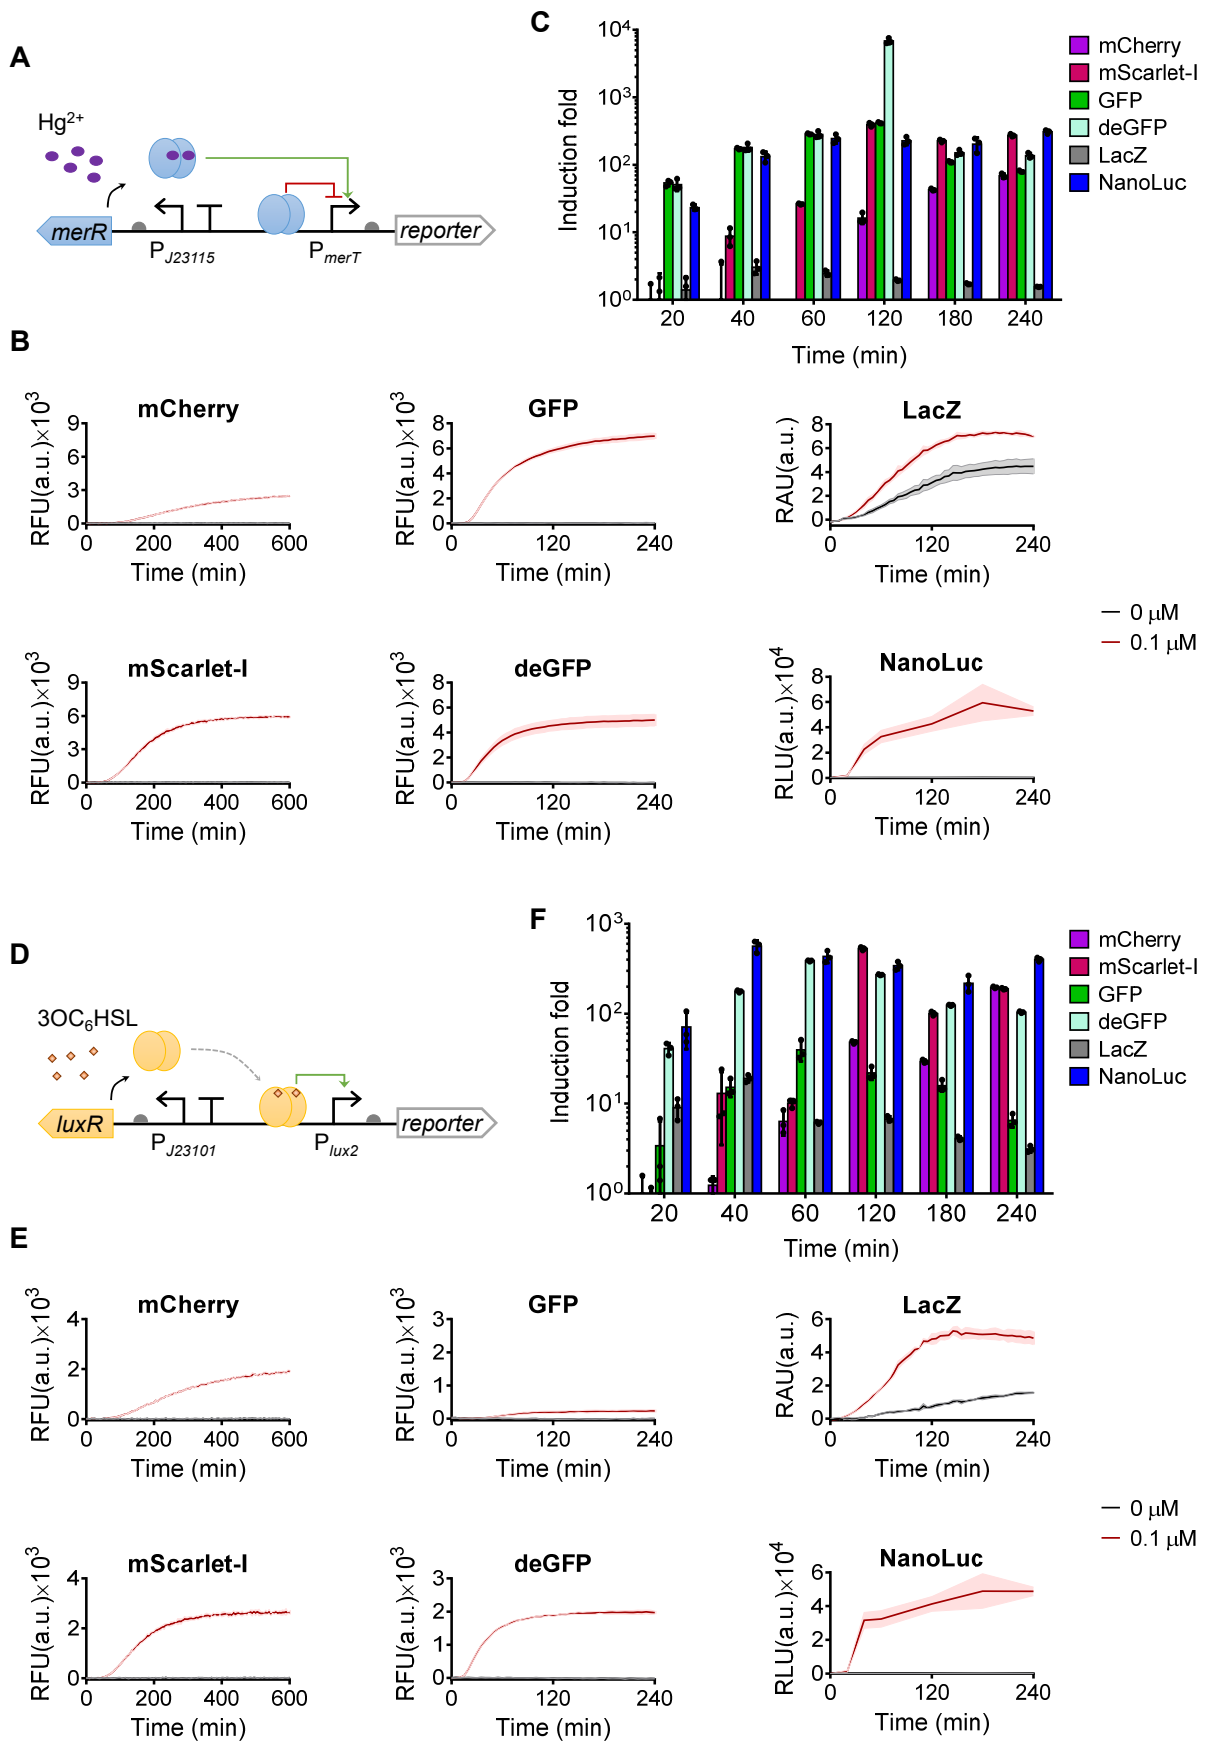 A
Hg2+
merR
PJ23115
PmerT
reporter
C
Induction fold
10^4
10^3
10^2
10^1
10^0
20 40 60 120 180 240
Time (min)
mCherry
mScarlet-I
GFP
deGFP
LacZ
NanoLuc
B
mCherry
RFU(a.u.)×10^3
9
6
3
0
0 200 400 600
Time (min)
GFP
RFU(a.u.)×10^3
8
6
4
2
0
0 120 240
Time (min)
LacZ
RAU(a.u.)
8
6
4
2
0
0 120 240
Time (min)
mScarlet-I
RFU(a.u.)×10^3
9
6
3
0
0 200 400 600
Time (min)
deGFP
RFU(a.u.)×10^3
8
6
4
2
0
0 120 240
Time (min)
NanoLuc
RLU(a.u.)×10^4
8
6
4
2
0
0 120 240
Time (min)
0 µM
0.1 µM
D
3OC6HSL
luxR
PJ23101
Plux2
reporter
F
Induction fold
10^3
10^2
10^1
10^0
20 40 60 120 180 240
Time (min)
mCherry
mScarlet-I
GFP
deGFP
LacZ
NanoLuc
E
mCherry
RFU(a.u.)×10^3
4
2
0
0 200 400 600
Time (min)
GFP
RFU(a.u.)×10^3
3
2
1
0
0 120 240
Time (min)
LacZ
RAU(a.u.)
6
4
2
0
0 120 240
Time (min)
mScarlet-I
RFU(a.u.)×10^3
4
2
0
0 200 400 600
Time (min)
deGFP
RFU(a.u.)×10^3
3
2
1
0
0 120 240
Time (min)
NanoLuc
RLU(a.u.)×10^4
6
4
2
0
0 120 240
Time (min)
0 µM
0.1 µM